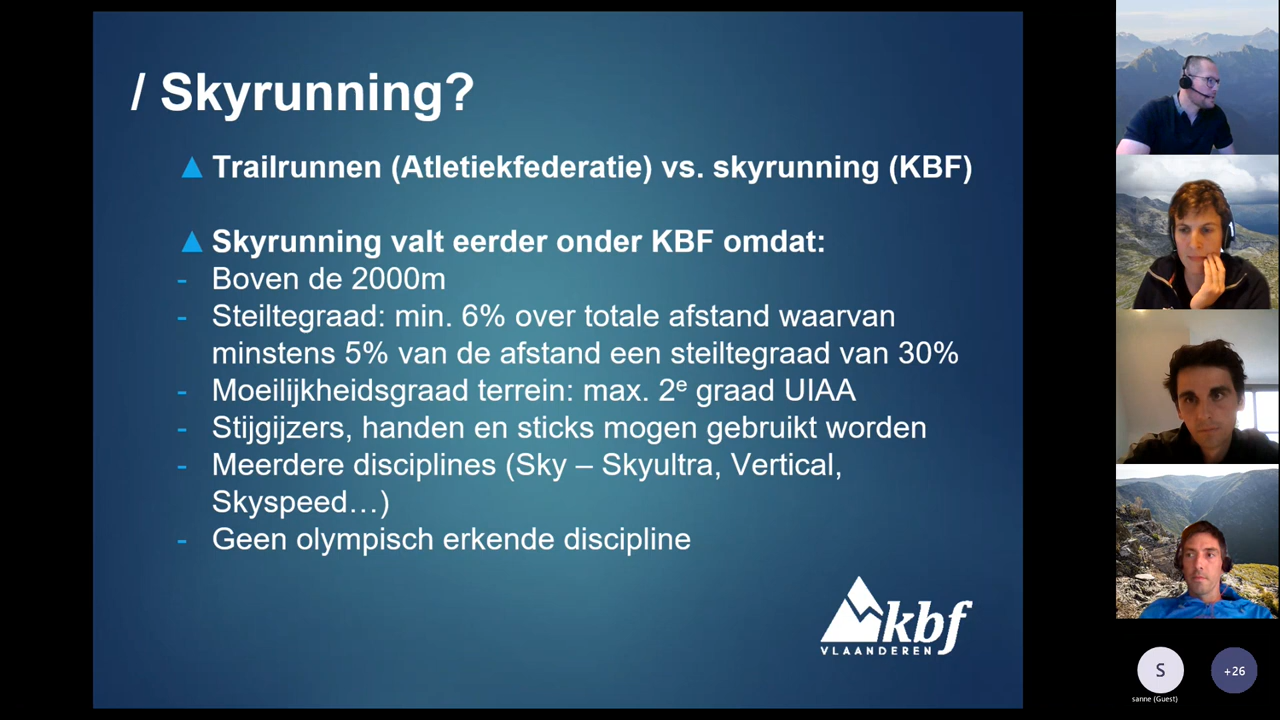 / Skyrunning?
Trailrunnen (Atletiekfederatie) vs. skyrunning (KBF)
Skyrunning valt eerder onder KBF omdat:
- Boven de 2000m
- Steiltegraad: min. 6% over totale afstand waarvan
minstens 5% van de afstand een steiltegraad van 30%
- Moeilijkheidsgraad terrein: max. 2e graad UIAA
- Stijgijzers, handen en sticks mogen gebruikt worden
- Meerdere disciplines (Sky – Skyultra, Vertical,
Skyspeed…)
- Geen olympisch erkende discipline
kbf
VLAANDEREN
S
+26
sanne (Guest)